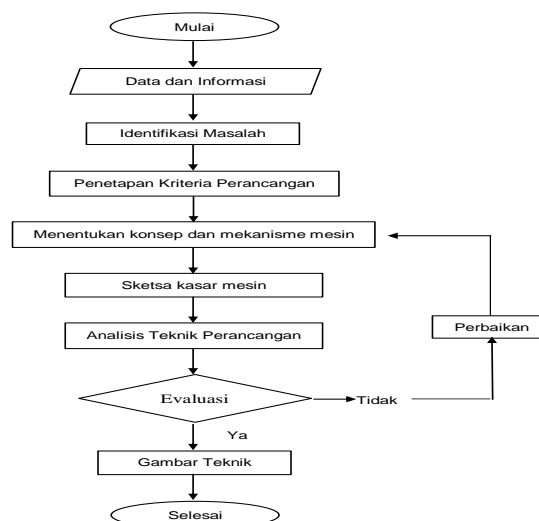 Mulai
Data dan Informasi
Identifikasi Masalah
Penetapan Kriteria Perancangan
Menentukan konsep dan mekanisme mesin
Sketsa kasar mesin
Analisis Teknik Perancangan
Perbaikan
Evaluasi
Tidak
Ya
Gambar Teknik
Selesai